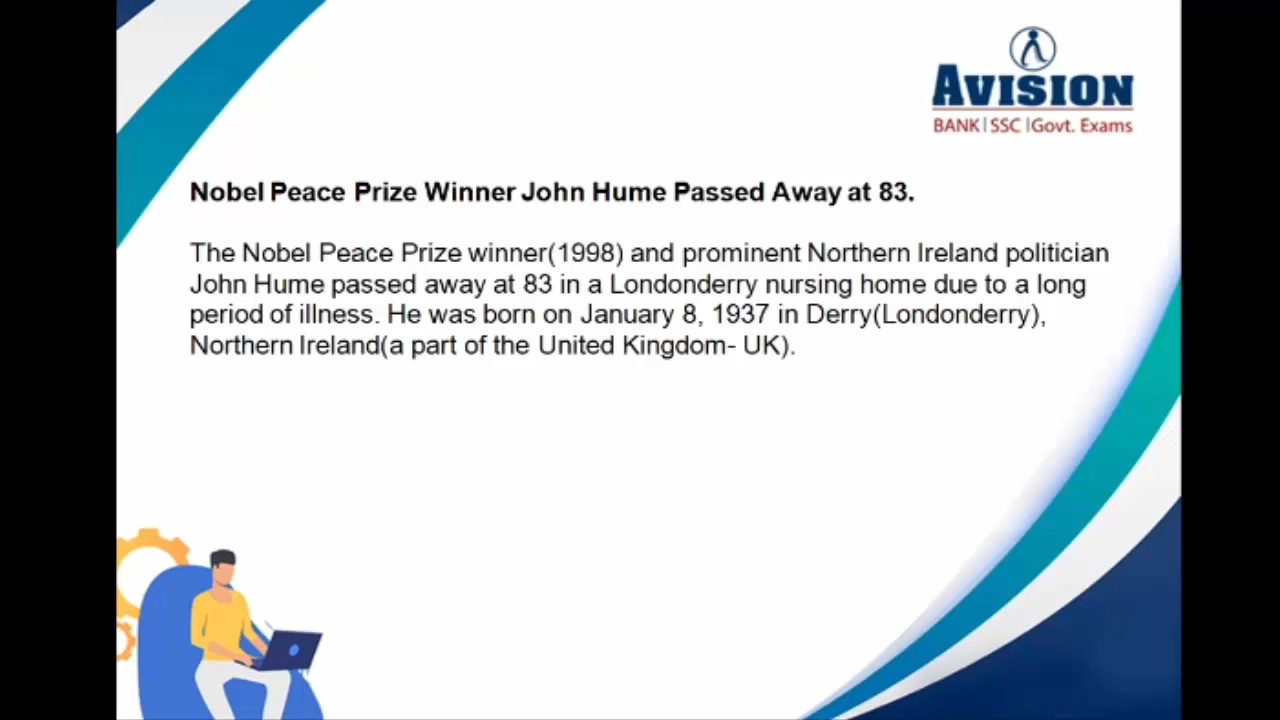 AVISION
BANK|SSC|Govt. Exams
Nobel Peace Prize Winner John Hume Passed Away at 83.
The Nobel Peace Prize winner(1998) and prominent Northern Ireland politician
John Hume passed away at 83 in a Londonderry nursing home due to a long
period of illness. He was born on January 8, 1937 in Derry(Londonderry),
Northern Ireland(a part of the United Kingdom- UK).